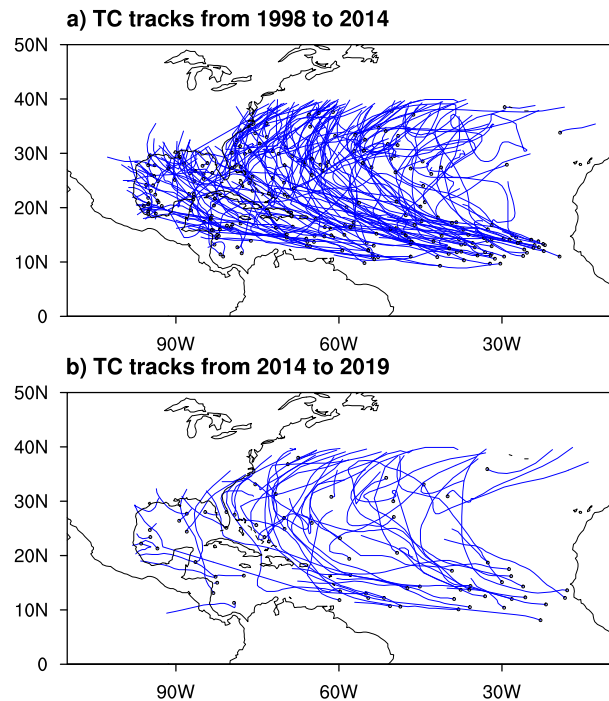 a) TC tracks from 1998 to 2014
50N
40N
30N
20N
10N
0
90W 60W 30W
b) TC tracks from 2014 to 2019
50N
40N
30N
20N
10N
0
90W 60W 30W